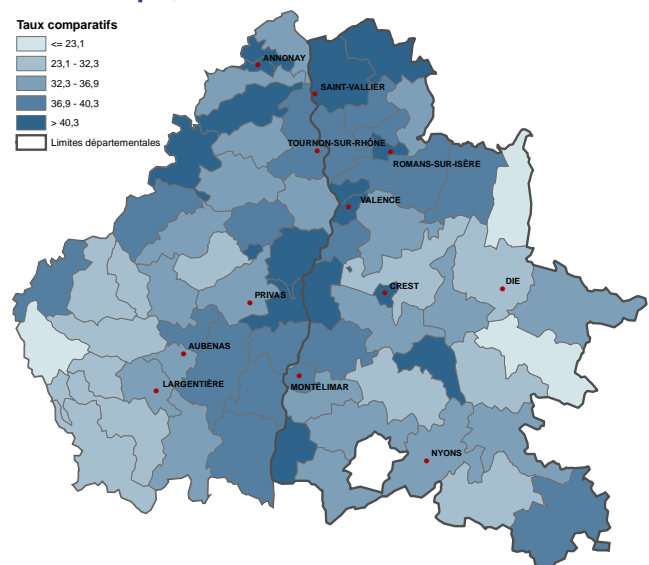 Taux comparatifs
<= 23,1
23,1 - 32,3
32,3 - 36,9
36,9 - 40,3
> 40,3
Limites départementales
ANNONAY
SAINT-VALLIER
TOURNON-SUR-RHÔNE
ROMANS-SUR-ISÈRE
VALENCE
DIE
CREST
PRIVAS
AUBENAS
LARGENTIÈRE
MONTÉLIMAR
NYONS